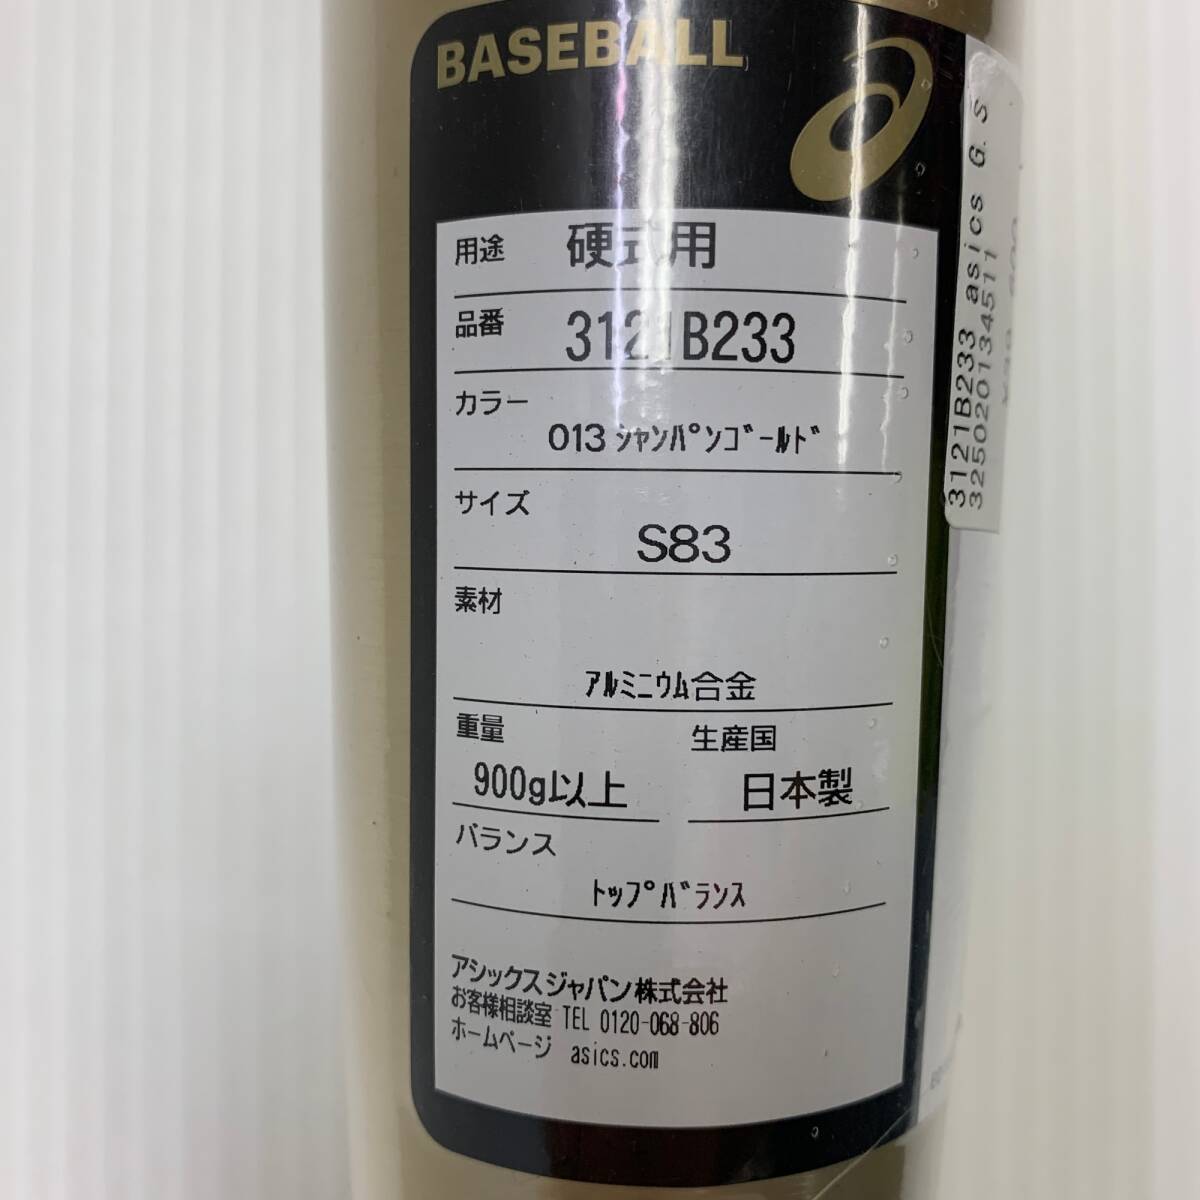 BASEBALL
用途 硬式用
品番 3121B233
カラー
013 ｼｬﾝﾊﾟﾝｺﾞｰﾙﾄﾞ
サイズ
S83
素材
ｱﾙﾐﾆｳﾑ合金
重量
900g以上
生産国
日本製
バランス
ﾄｯﾌﾟﾊﾞﾗﾝｽ
アシックスジャパン株式会社
お客様相談室 TEL 0120-068-806
ホームページ asics.com
3121B233 asics G. S
325020134511